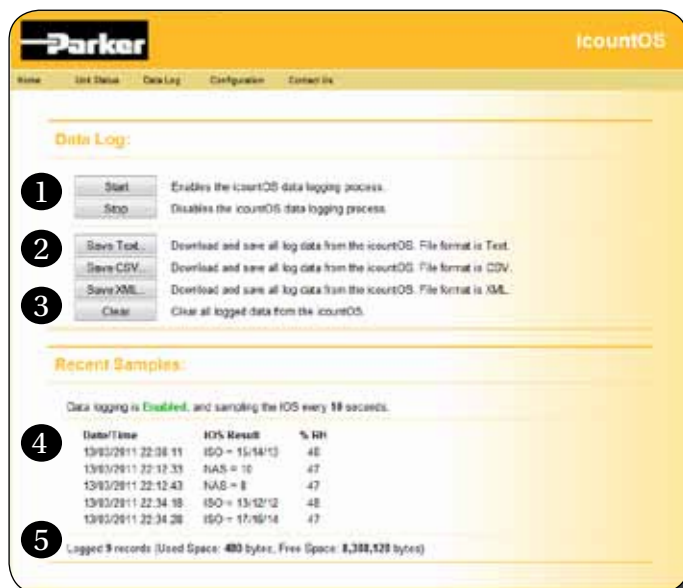 Parker
IcountOS
Home Unit Status Data Log Configuration Contact Us
Data Log:
1
Start Enables the icountOS data logging process.
Stop Disables the icountOS data logging process.
2
Save Text... Download and save all log data from the icountOS. File format is Text.
Save CSV... Download and save all log data from the icountOS. File format is CSV.
Save XML... Download and save all log data from the icountOS. File format is XML.
3
Clear Clear all logged data from the icountOS.
Recent Samples:
Data logging is Enabled, and sampling the IOS every 10 seconds.
4
Date/Time IOS Result % RH
13/03/2011 ISO = 15/14/13
13/03/2011 22:12:33 NAS = 10 47
13/03/2011 22:12:43 NAS = 8 47
13/03/2011 22:34:18 ISO = 13/12/12 48
13/03/2011 22:34:28 ISO = 17/16/14 47
5
Logged 9 records (Used Space: 480 bytes, Free Space: bytes)